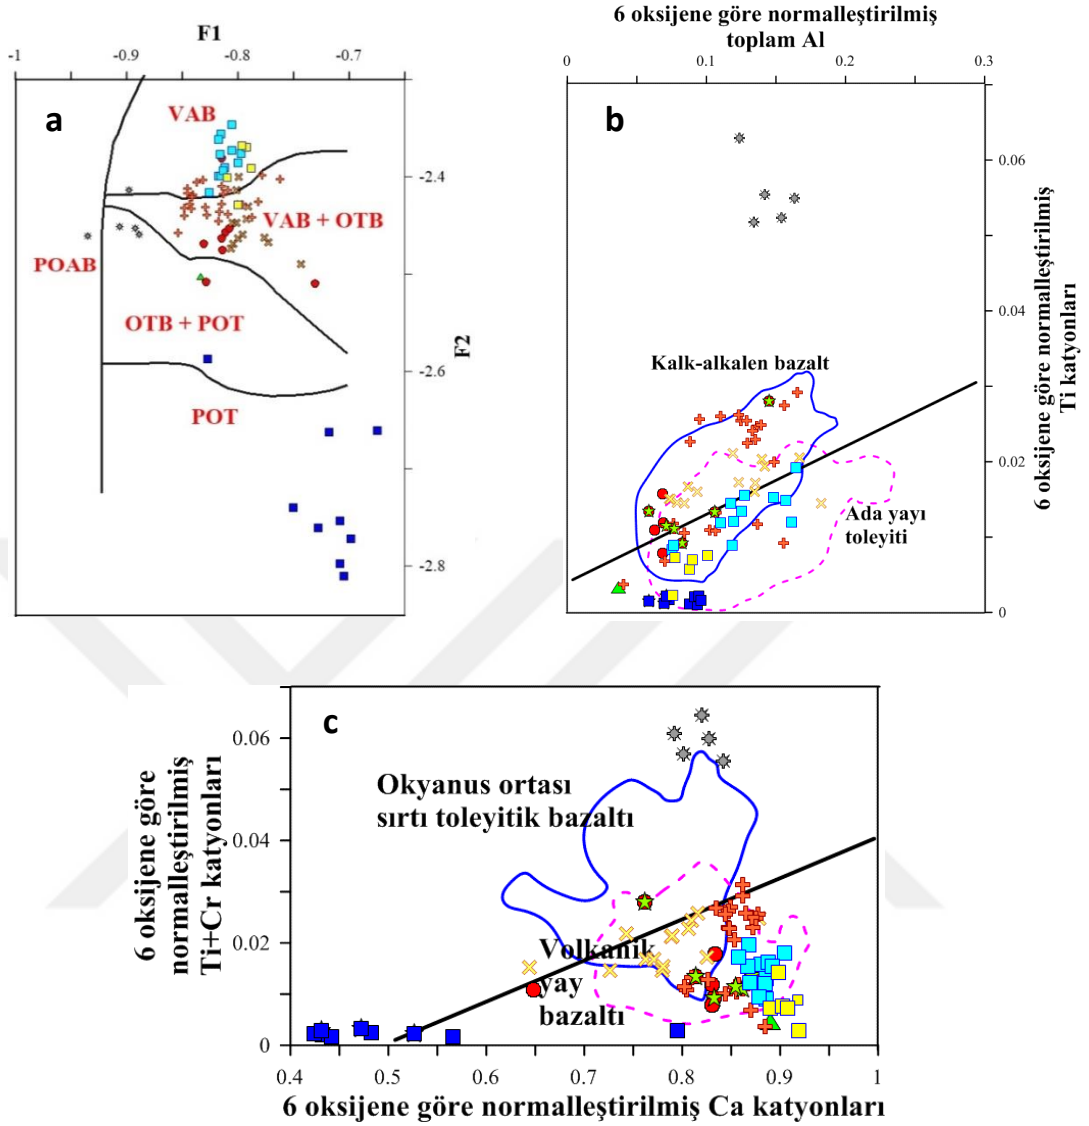 F1
-1
-0.9
-0.8
-0.7
a
VAB
VAB + OTB
POAB
OTB + POT
POT
-2.4
-2.6
-2.8
F2
6 oksijene göre normalleştirilmiş
toplam Al
0
0.1
0.2
0.3
b
Kalk-alkalen bazalt
Ada yayı
toleyiti
0.06
0.04
0.02
0
6 oksijene göre normalleştirilmiş
Ti katyonları
c
Okyanus ortası
sırtı toleyitik bazaltı
Volkanik
yay
bazaltı
0.06
0.04
0.02
0
6 oksijene göre
normalleştirilmiş
Ti+Cr katyonları
0.4
0.5
0.6
0.7
0.8
0.9
1
6 oksijene göre normalleştirilmiş Ca katyonları